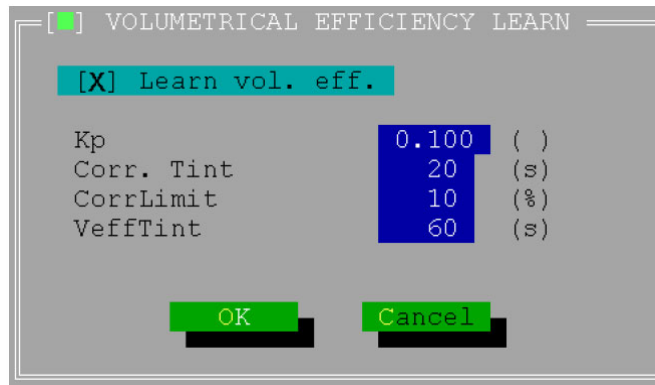 [■] VOLUMETRICAL EFFICIENCY LEARN
[X] Learn vol. eff.
Kp 0.100 ( )
Corr. Tint 20 (s)
CorrLimit 10 (%)
VeffTint 60 (s)
OK Cancel